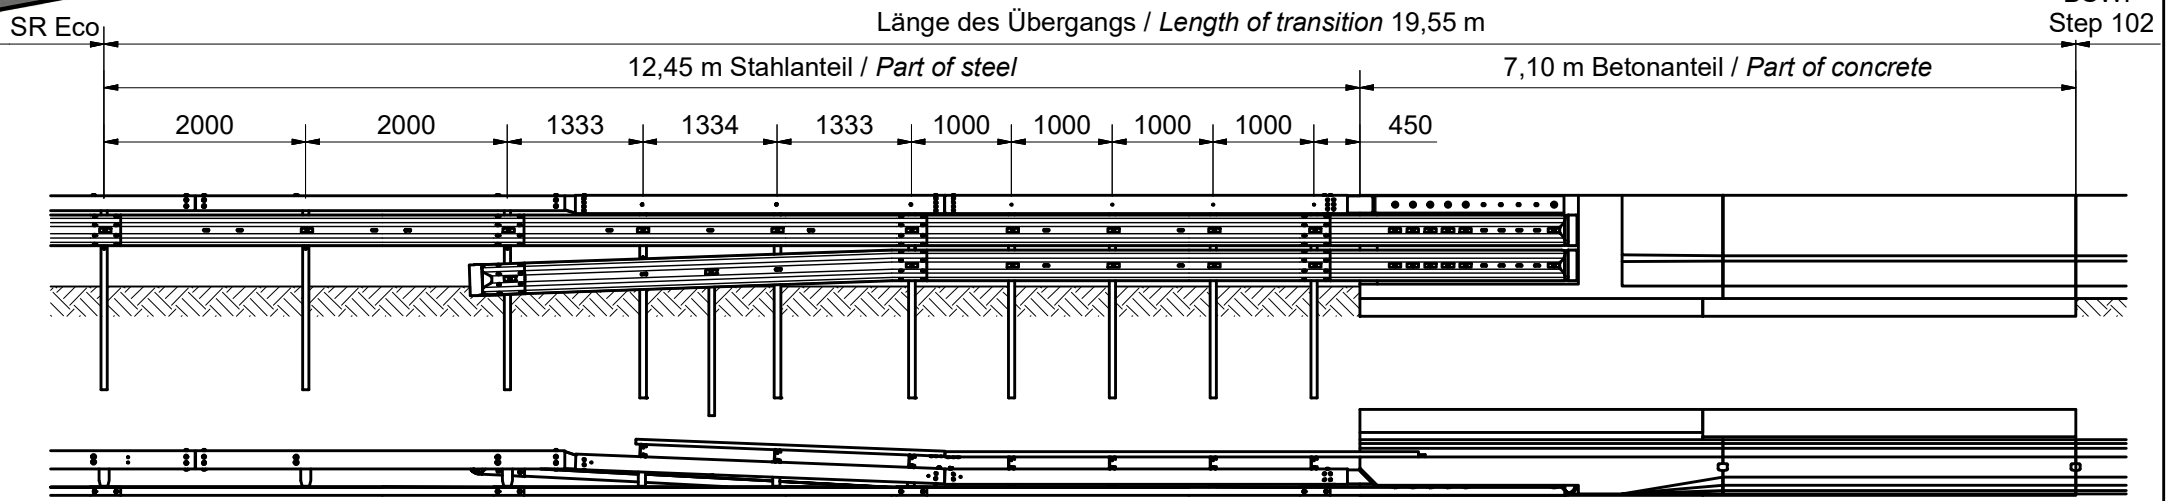 SR Eco
Länge des Übergangs / Length of transition 19,55 m
Step 102
12,45 m Stahlanteil / Part of steel
7,10 m Betonanteil / Part of concrete
2000 2000 1333 1334 1333 1000 1000 1000 1000 450